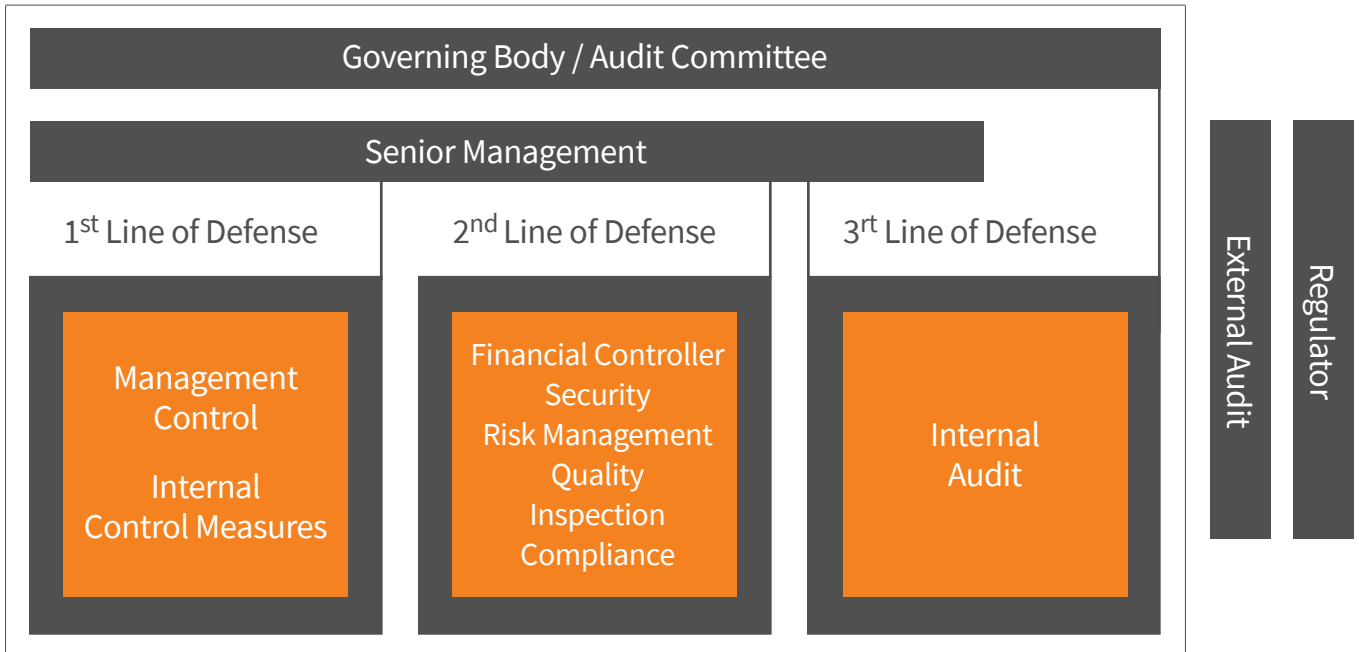 Governing Body / Audit Committee
Senior Management
1st Line of Defense
2nd Line of Defense
3rt Line of Defense
Management
Control
Internal
Control Measures
Financial Controller
Security
Risk Management
Quality
Inspection
Compliance
Internal
Audit
External Audit
Regulator